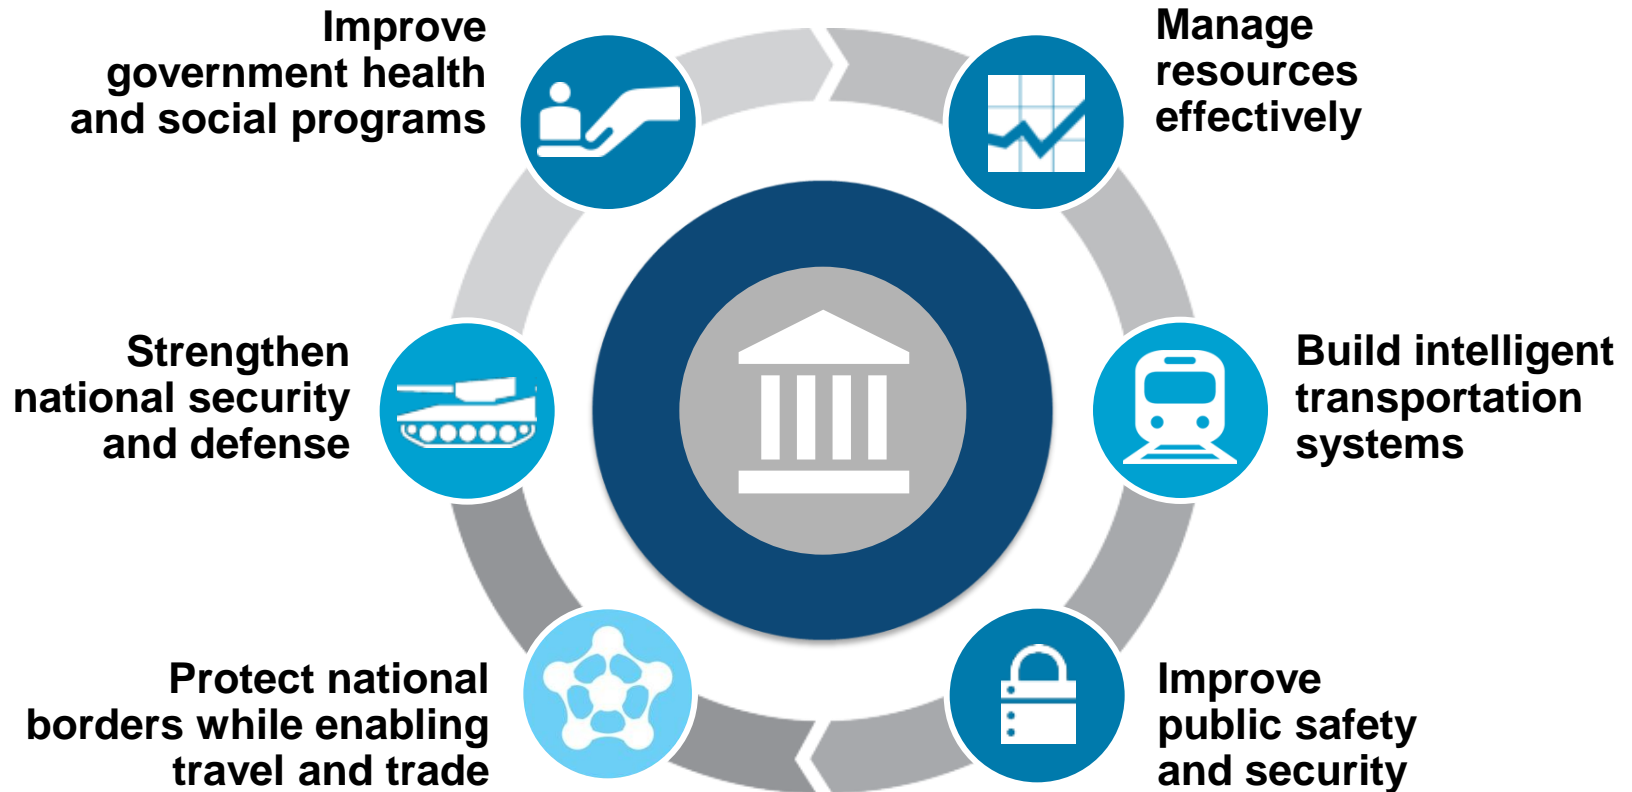 Improve
government health
and social programs
Manage
resources
effectively
Strengthen
national security
and defense
Build intelligent
transportation
systems
Protect national
borders while enabling
travel and trade
Improve
public safety
and security